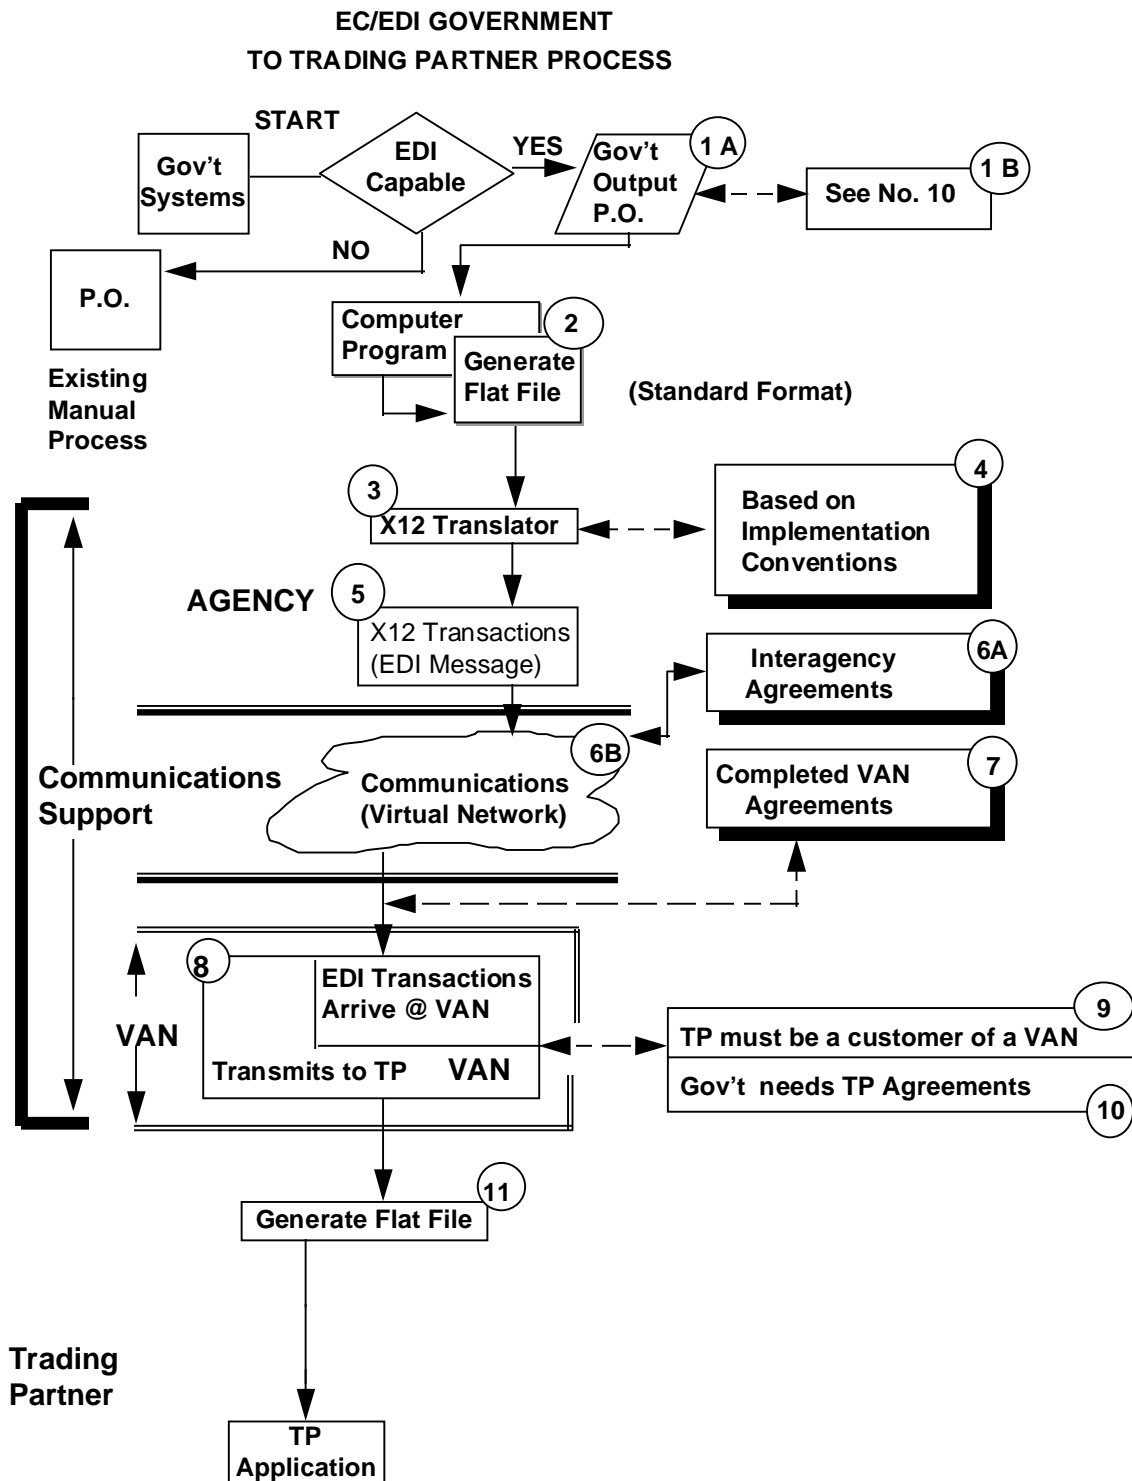 EC/EDI GOVERNMENT
TO TRADING PARTNER PROCESS
START
EDI
Capable
YES
Gov't
Output
P.O.
1 A
Gov't
Systems
1 B
See No. 10
NO
P.O.
Existing
Manual
Process
Computer
Program
2
Generate
Flat File
(Standard Format)
3
X12 Translator
4
Based on
Implementation
Conventions
AGENCY
5
X12 Transactions
(EDI Message)
6A
Interagency
Agreements
Communications
Support
6B
Communications
(Virtual Network)
7
Completed VAN
Agreements
VAN
8
EDI Transactions
Arrive @ VAN
Transmits to TP VAN
9
TP must be a customer of a VAN
Gov't needs TP Agreements
10
11
Generate Flat File
Trading
Partner
TP
Application